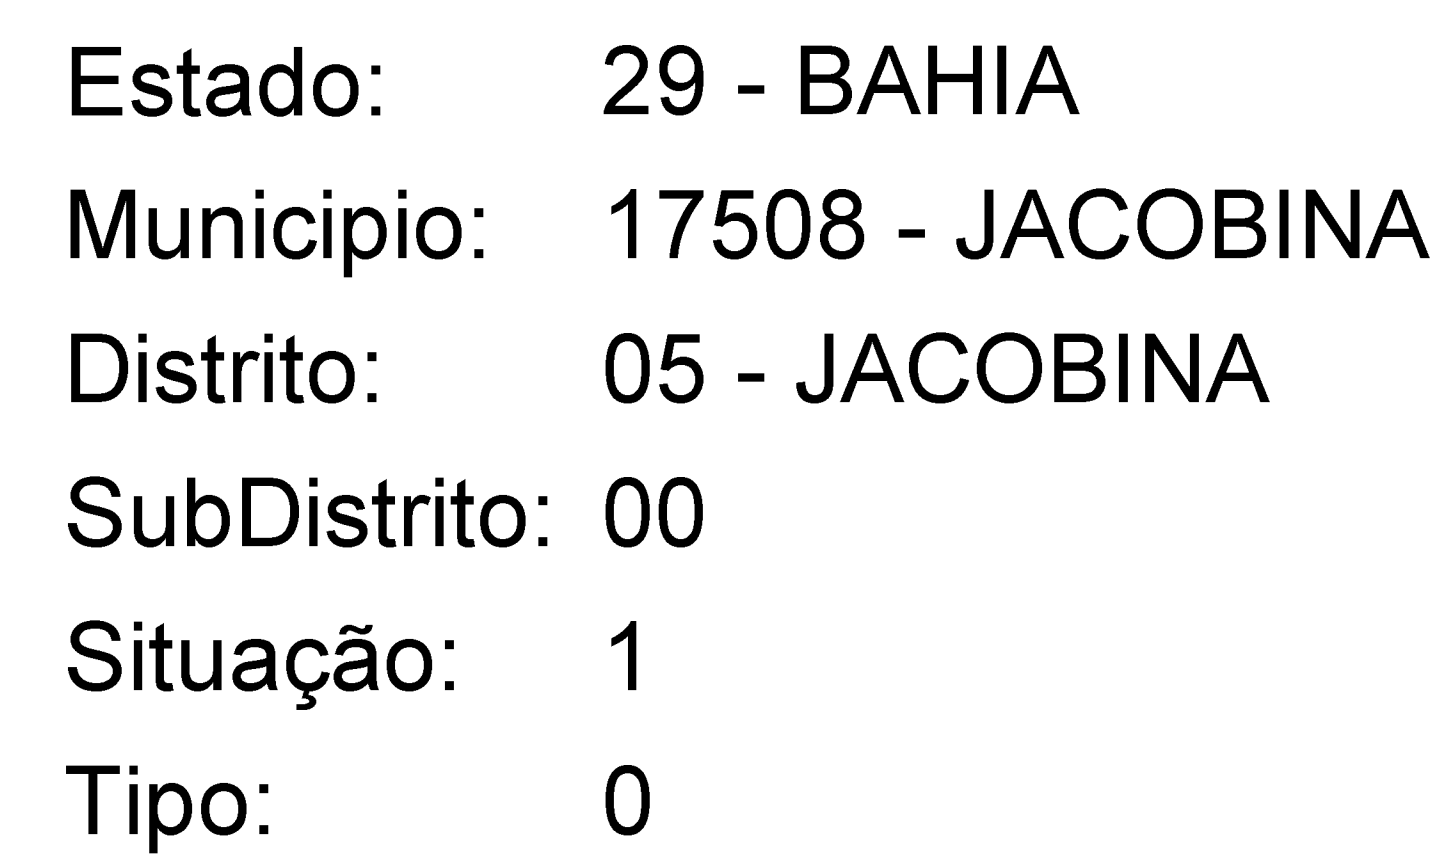 Estado: 29 - BAHIA
Municipio: 17508 - JACOBINA
Distrito: 05 - JACOBINA
SubDistrito: 00
Situação: 1
Tipo: 0